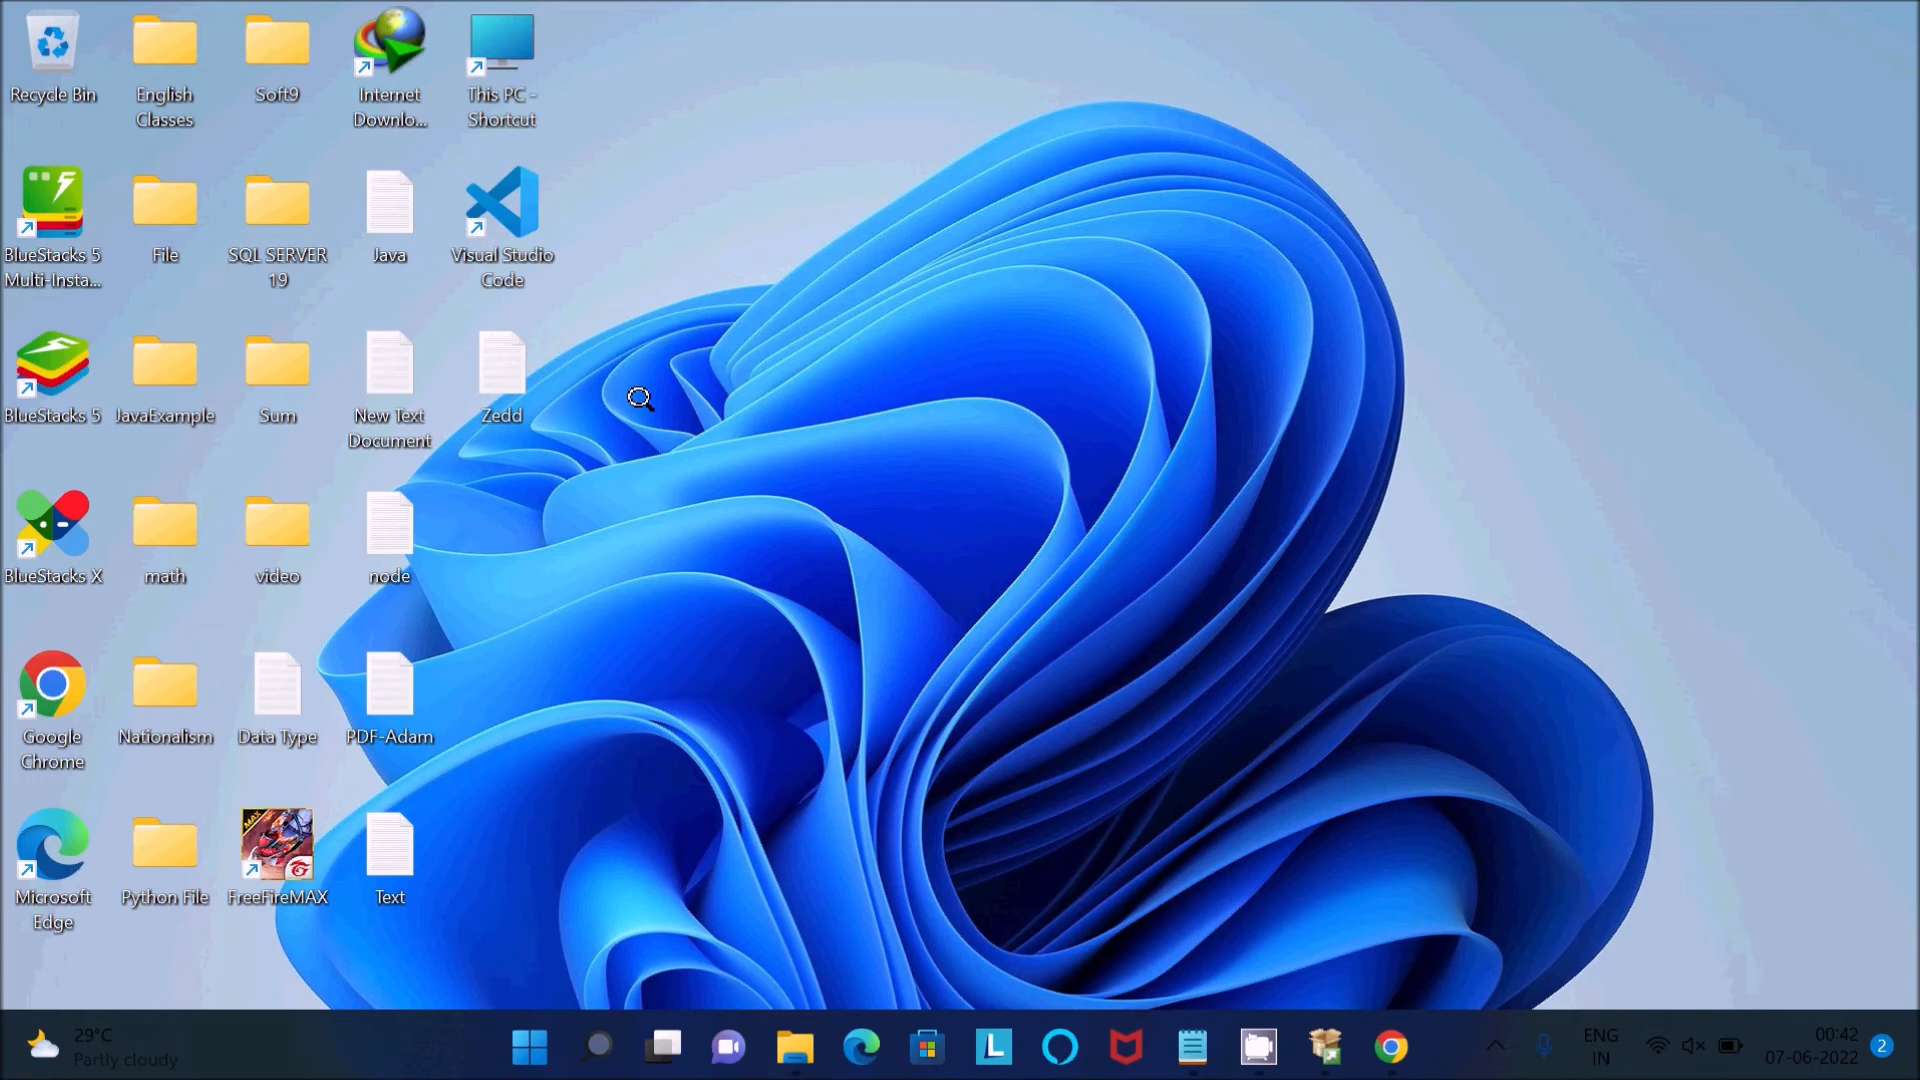 Recycle Bin
English
Classes
Soft9
Internet
Downlo...
This PC -
Shortcut
BlueStacks 5
Multi-Insta...
File
SQL SERVER
19
Java
Visual Studio
Code
BlueStacks 5
JavaExample
Sum
New Text
Document
Zedd
BlueStacks X
math
video
node
Google
Chrome
Nationalism
Data Type
PDF-Adam
Microsoft
Edge
Python File
MAX
FreeFireMAX
Text
29°C
Partly cloudy
L
ENG
IN
00:42
07-06-2022
2